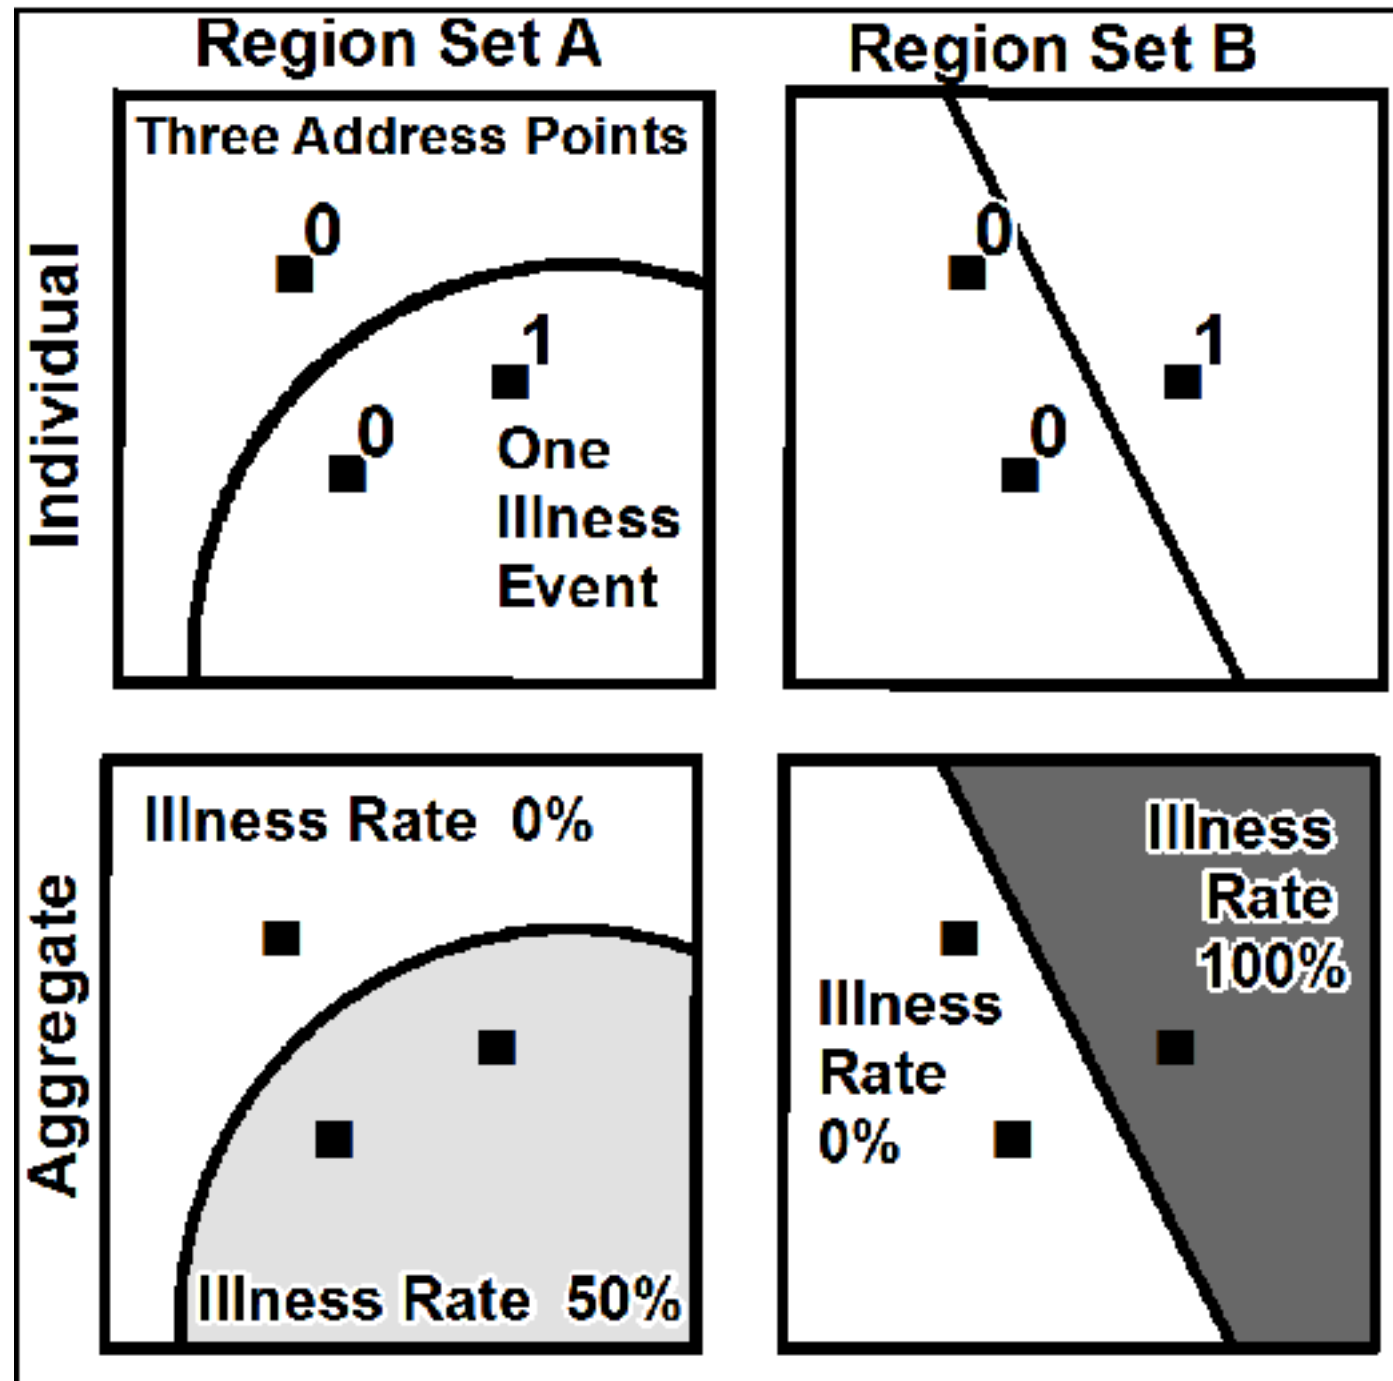 Region Set A
Region Set B
Individual
Three Address Points
0
1
0
One
Illness
Event
0
1
0
Aggregate
Illness Rate 0%
Illness Rate 50%
Illness
Rate
100%
Illness
Rate
0%